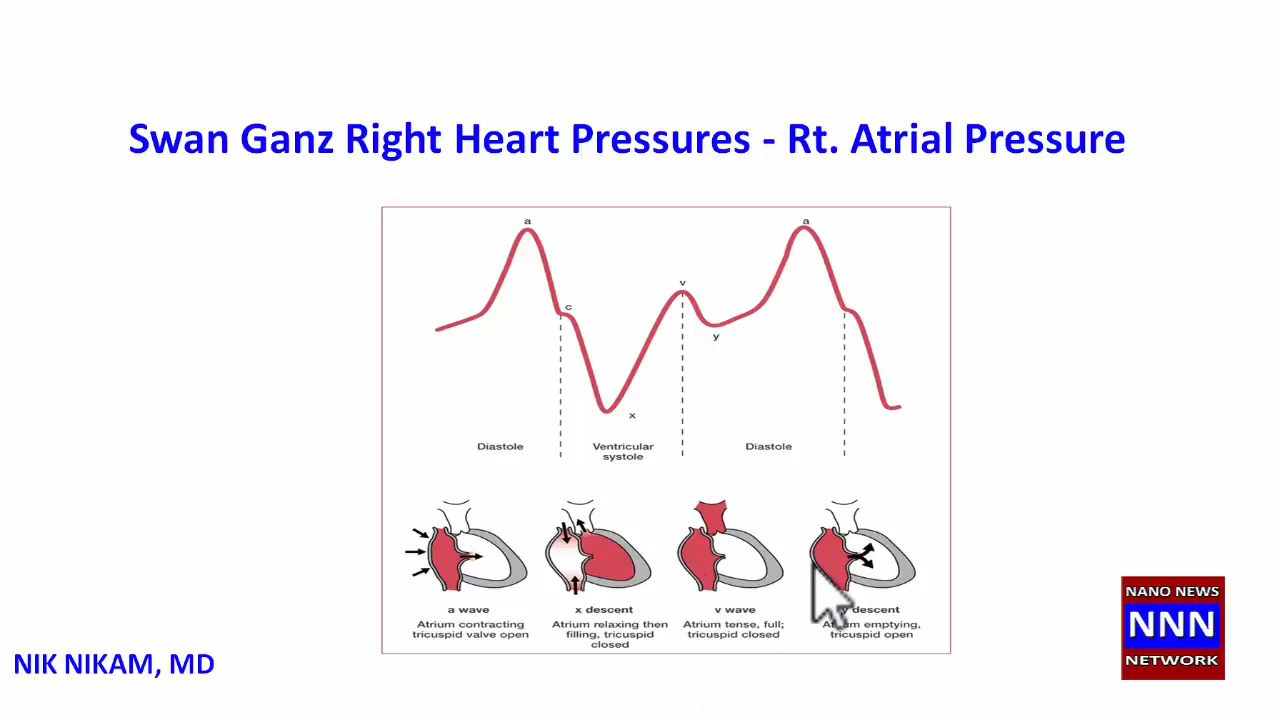 Swan Ganz Right Heart Pressures - Rt. Atrial Pressure
a
a
v
c
y
x
Diastole
Ventricular
systole
Diastole
a wave
Atrium contracting
tricuspid valve open
x descent
Atrium relaxing then
filling, tricuspid
closed
v wave
Atrium tense, full;
tricuspid closed
descent
emptying,
tricuspid open
NIK NIKAM, MD
NANO NEWS
NNN
NETWORK